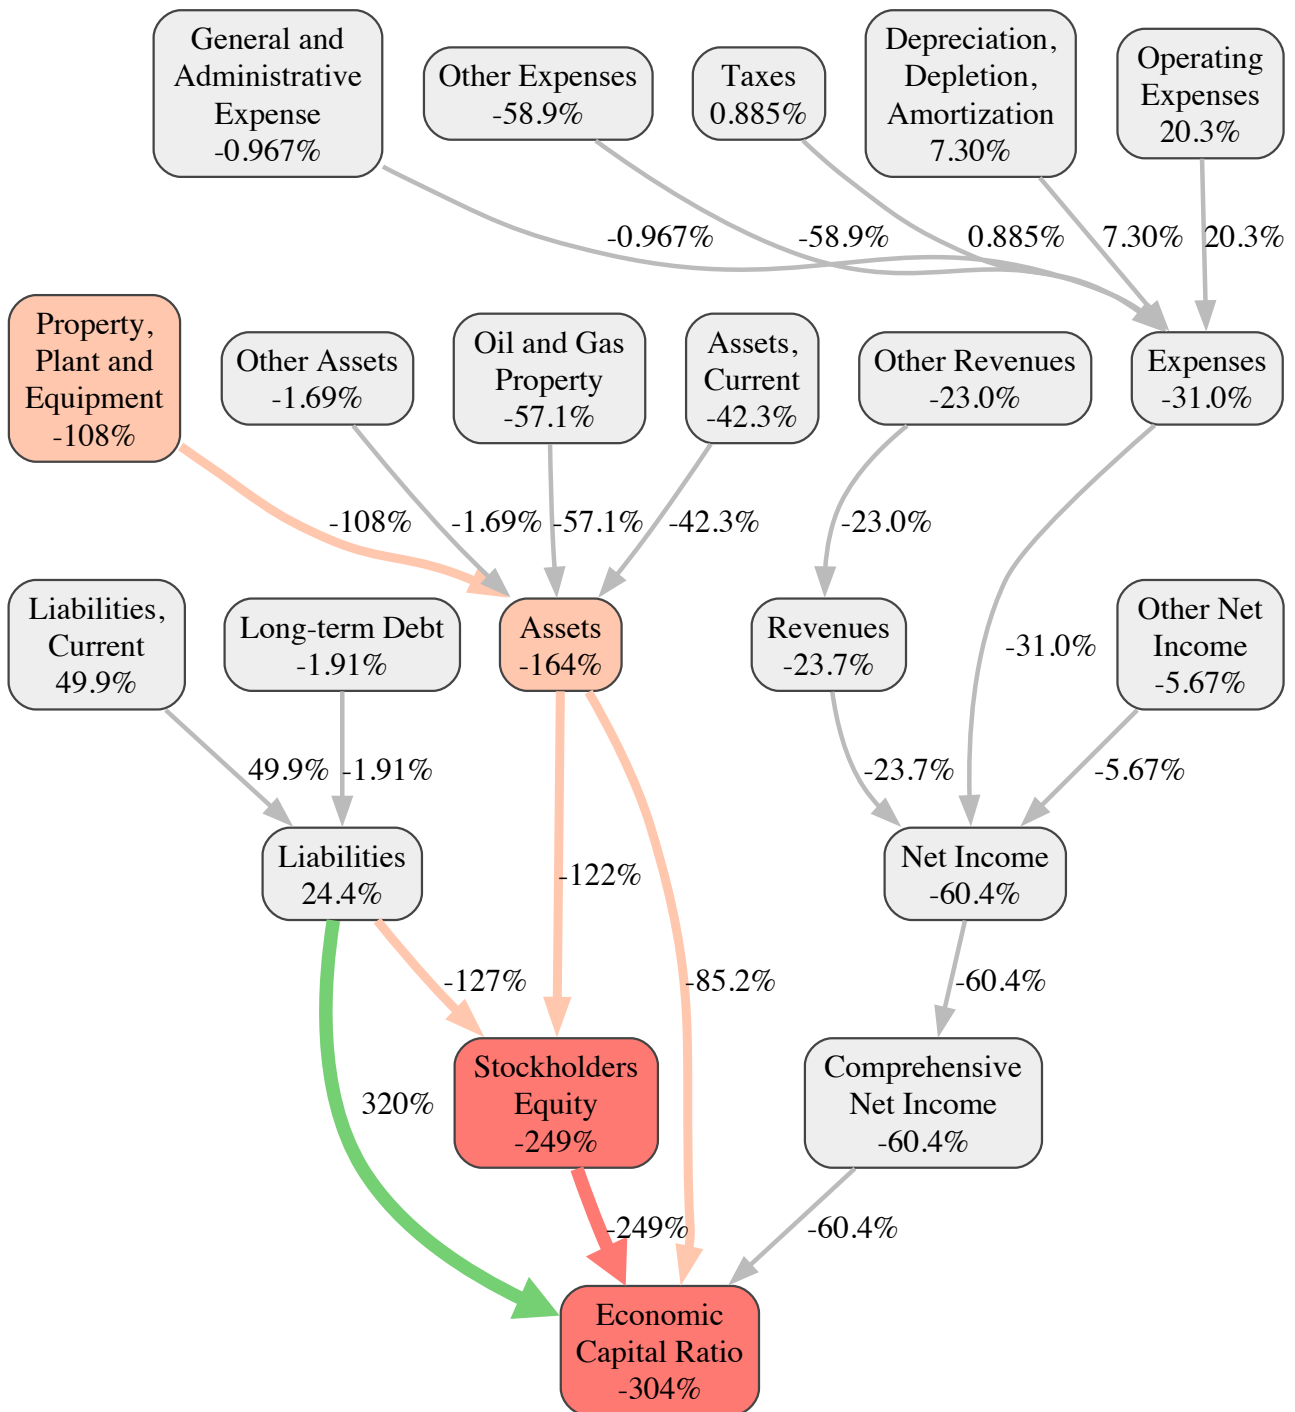 General and
Administrative
Expense
-0.967%
Other Expenses
-58.9%
Taxes
0.885%
Depreciation,
Depletion,
Amortization
7.30%
Operating
Expenses
20.3%
-0.967%
-58.9%
0.885%
7.30%
20.3%
Property,
Plant and
Equipment
-108%
Other Assets
-1.69%
Oil and Gas
Property
-57.1%
Assets,
Current
-42.3%
Other Revenues
-23.0%
Expenses
-31.0%
-108%
-1.69%
-57.1%
-42.3%
-23.0%
Liabilities,
Current
49.9%
Long-term Debt
-1.91%
Assets
-164%
Revenues
-23.7%
-31.0%
Other Net
Income
-5.67%
49.9%
-1.91%
-23.7%
-5.67%
Liabilities
24.4%
-122%
Net Income
-60.4%
-127%
-85.2%
-60.4%
320%
Stockholders
Equity
-249%
Comprehensive
Net Income
-60.4%
-249%
-60.4%
Economic
Capital Ratio
-304%